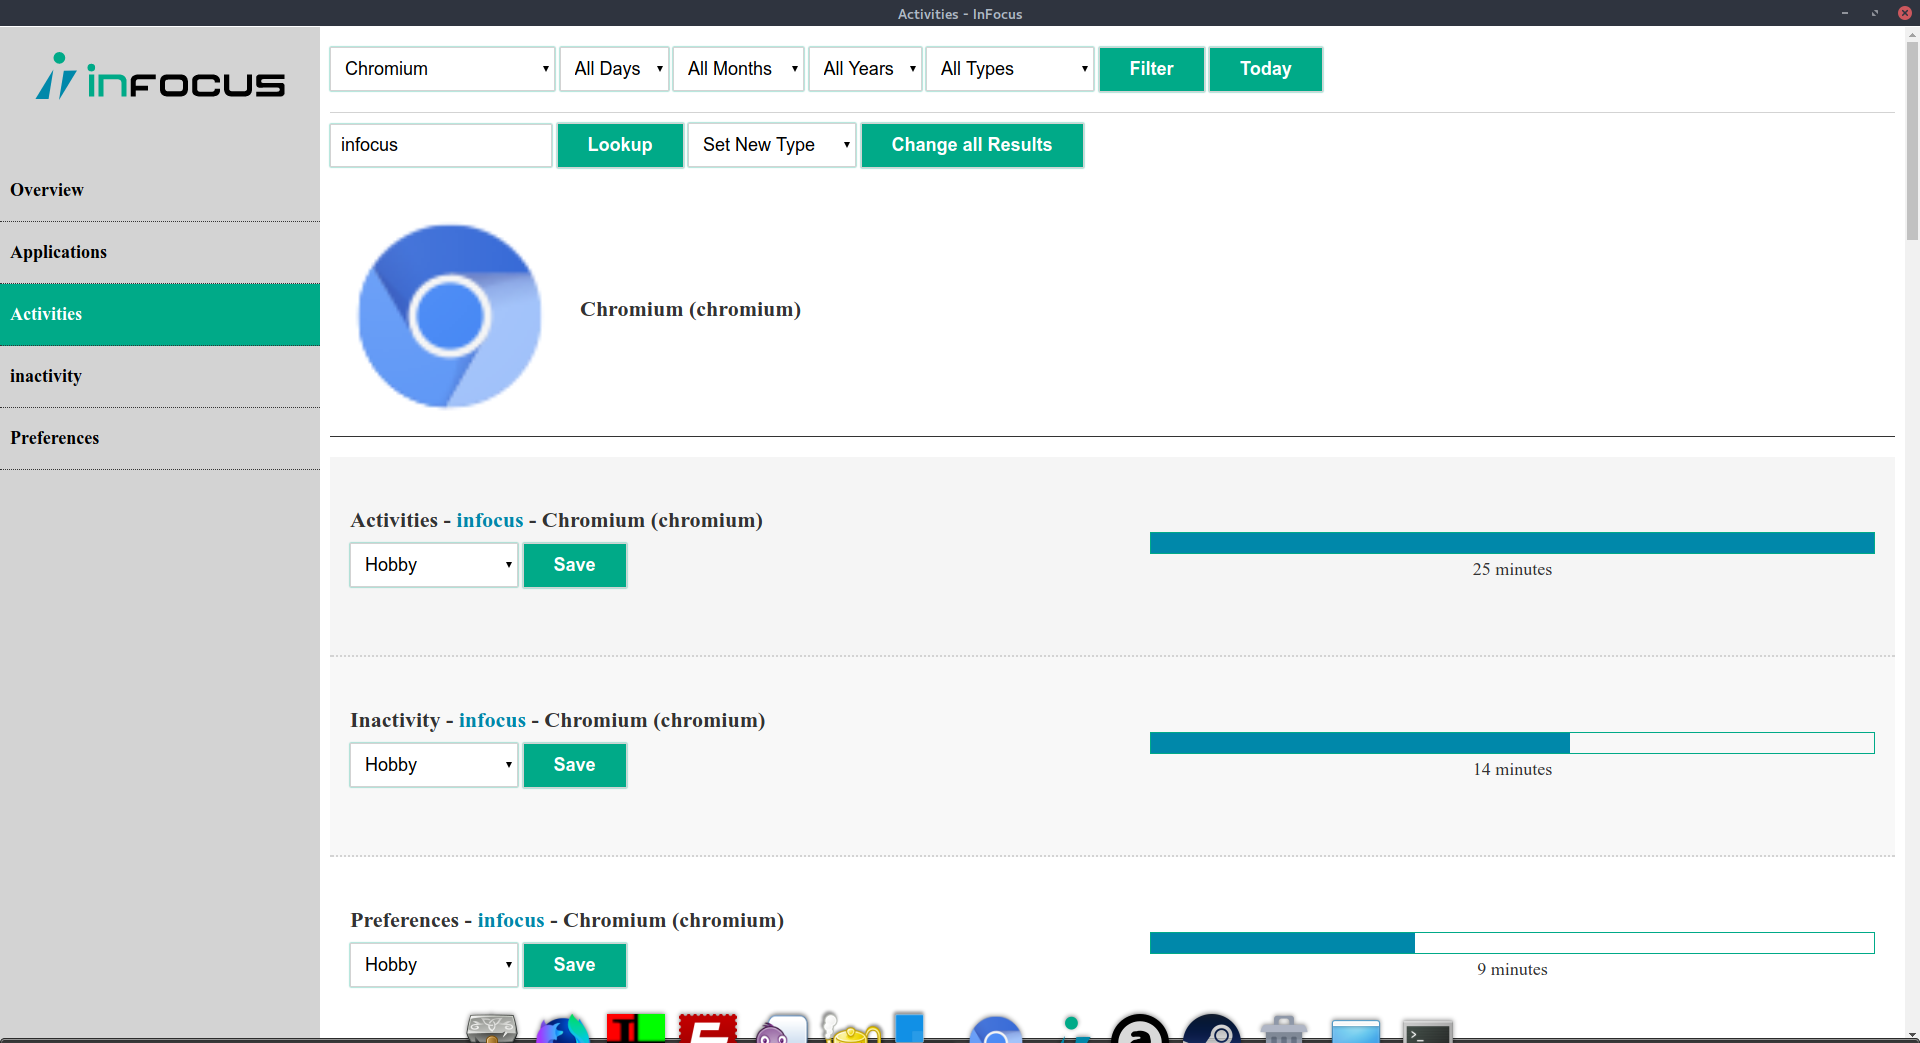 Activities - InFocus
inFOCUS
Overview
Applications
Activities
inactivity
Preferences
Chromium All Days All Months All Years All Types Filter Today
infocus Lookup Set New Type Change all Results
Chromium (chromium)
Activities - infocus - Chromium (chromium)
Hobby Save
25 minutes
Inactivity - infocus - Chromium (chromium)
Hobby Save
14 minutes
Preferences - infocus - Chromium (chromium)
Hobby Save
9 minutes